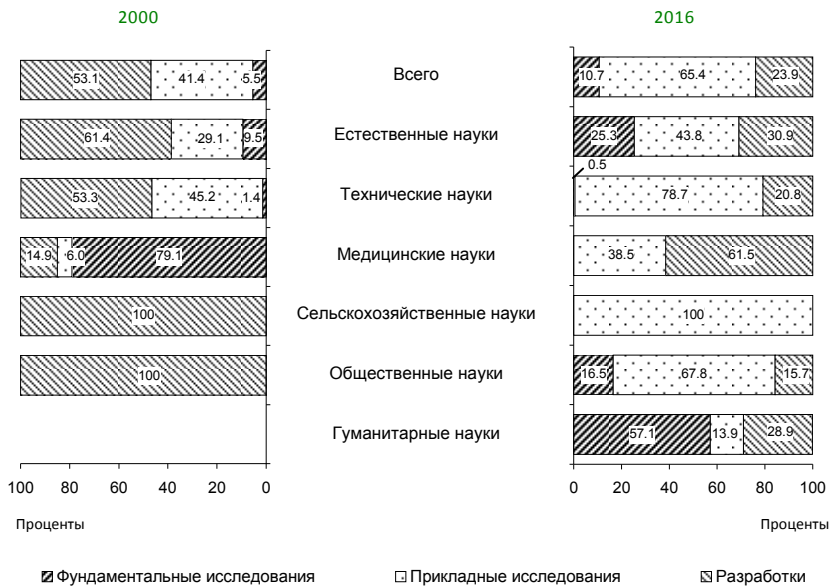 2000 2016
53.1 41.4 5.5 Всего 10.7 65.4 23.9
61.4 29.1 9.5 Естественные науки 25.3 43.8 30.9
0.5
53.3 45.2 1.4 Технические науки 78.7 20.8
14.9 6.0 79.1 Медицинские науки 38.5 61.5
100 Сельскохозяйственные науки 100
100 Общественные науки 16.5 67.8 15.7
Гуманитарные науки 57.1 13.9 28.9
100 80 60 40 20 0 0 20 40 60 80 100
Проценты Проценты
Фундаментальные исследования Прикладные исследования Разработки